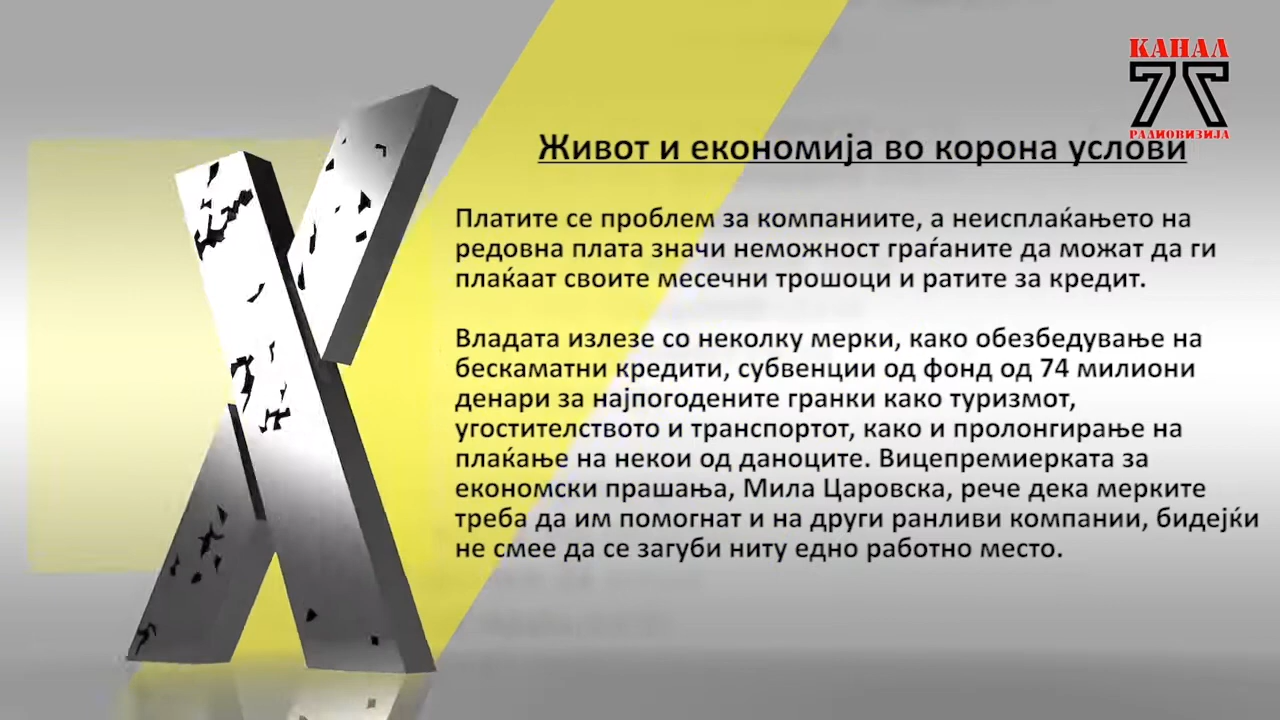 КАНАЛ
77
РАДИОВИЗИЈА
Живот и економија во корона услови
Платите се проблем за компаниите, а неисплаќањето на
редовна плата значи неможност граѓаните да можат да ги
плаќаат своите месечни трошоци и ратите за кредит.
Владата излезе со неколку мерки, како обезбедување на
бескаматни кредити, субвенции од фонд од 74 милиони
денари за најпогодените гранки како туризмот,
угостителството и транспортот, како и пролонгирање на
плаќање на некои од даноците. Вицепремиерката за
економски прашања, Мила Царовска, рече дека мерките
треба да им помогнат и на други ранливи компании, бидејќи
не смее да се загуби ниту едно работно место.